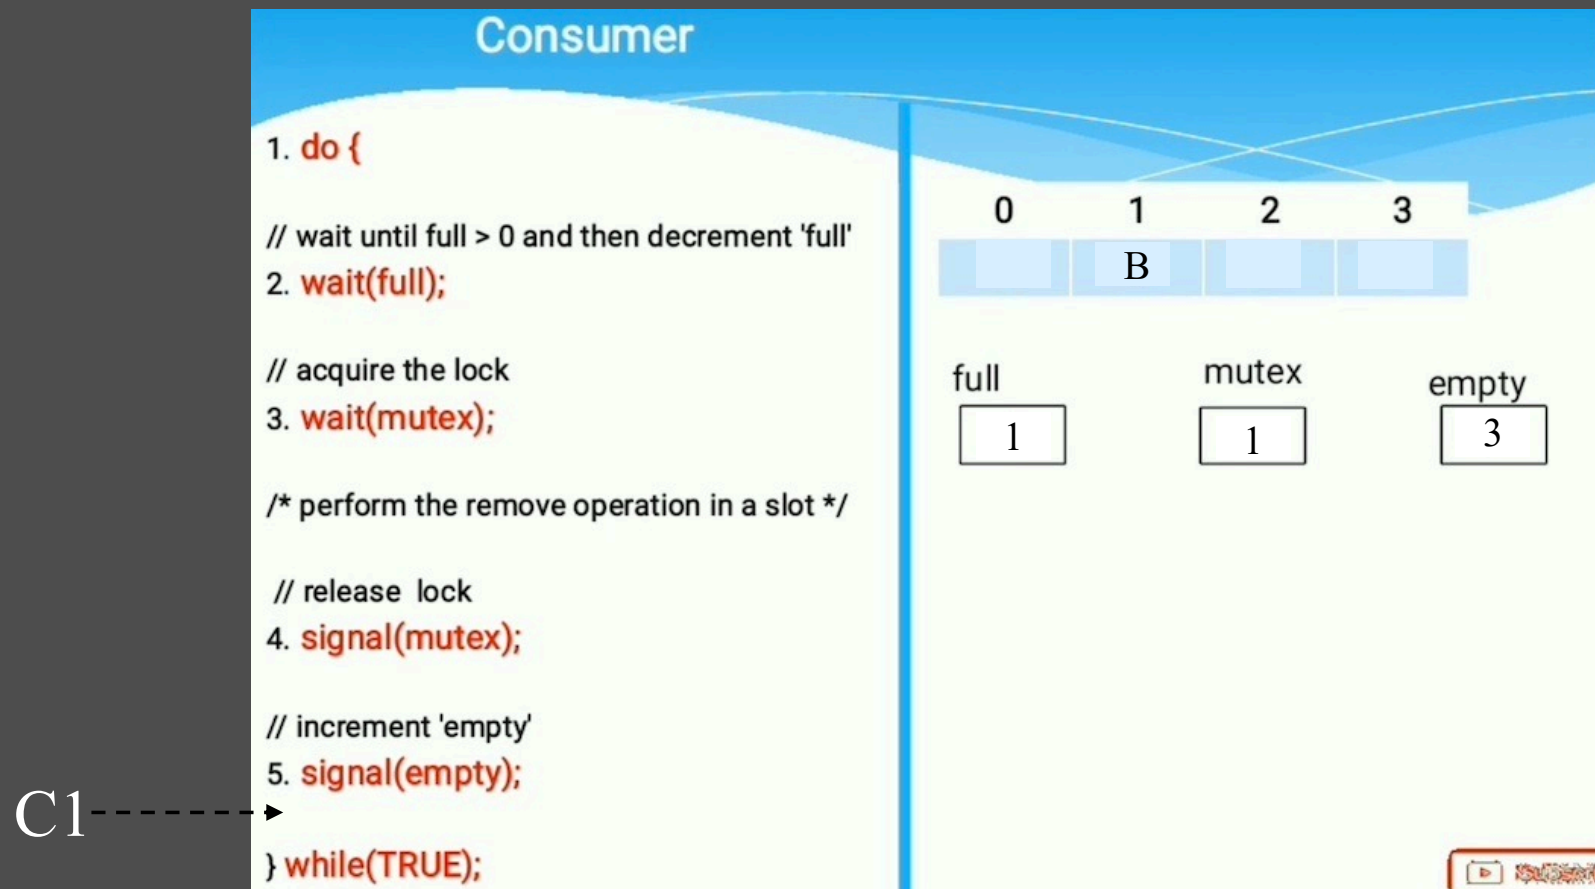 Consumer
1. do {
// wait until full > 0 and then decrement 'full'
2. wait(full);
// acquire the lock
3. wait(mutex);
/* perform the remove operation in a slot */
// release lock
4. signal(mutex);
// increment 'empty'
5. signal(empty);
C1
} while(TRUE);
0 1 2 3
B
full mutex empty
1 1 3